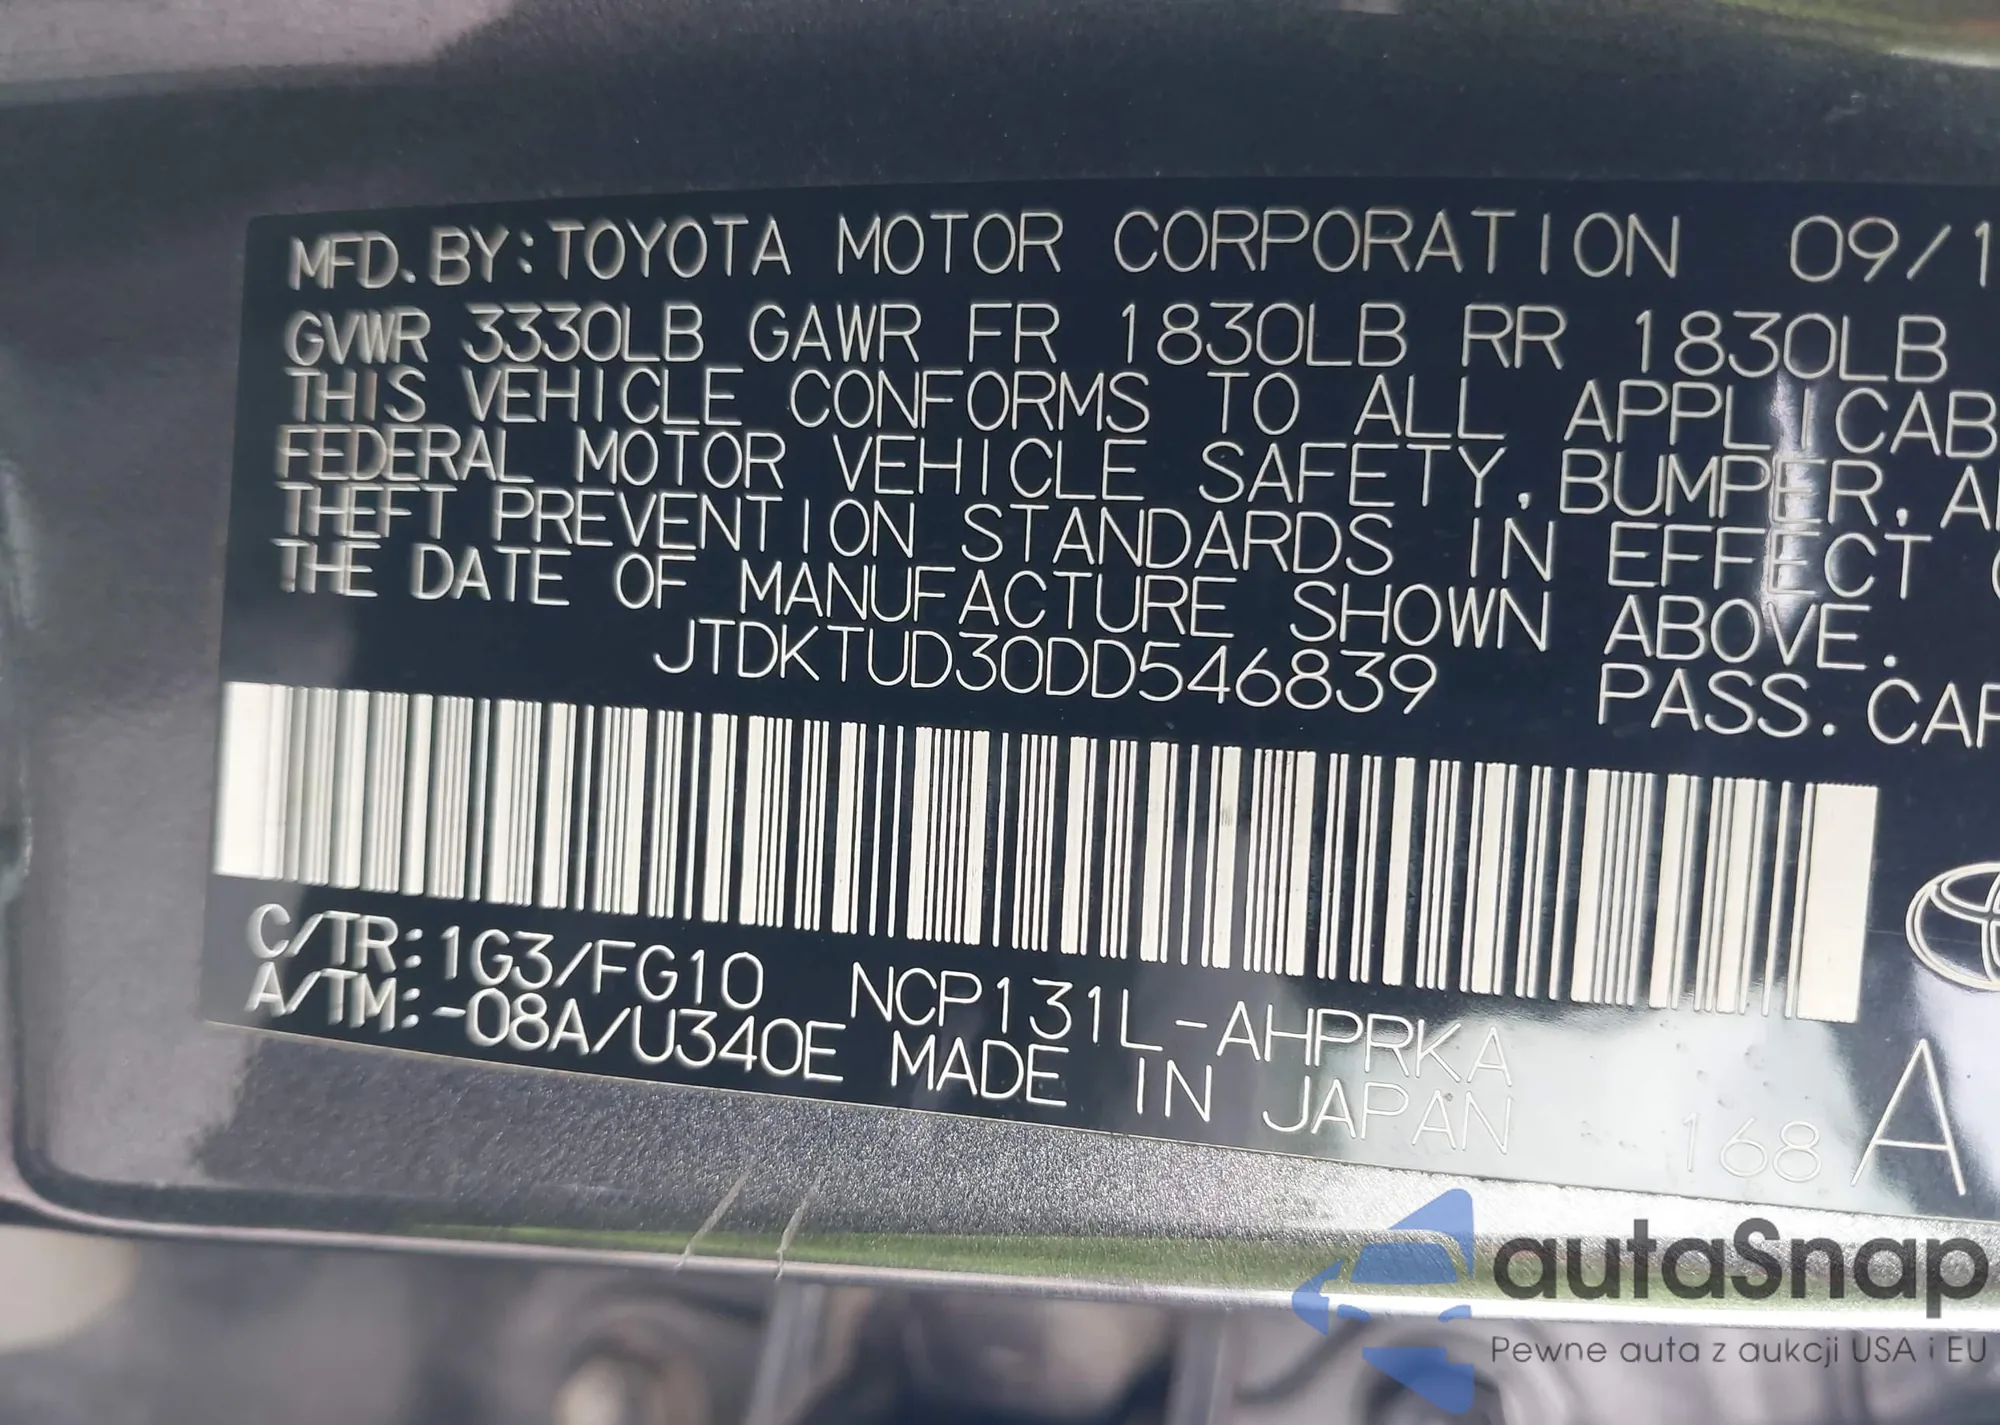 MFD.BY:TOYOTA MOTOR CORPORATION 09/1
GVWR 3330LB GAWR FR 1830LB RR 1830LB
THIS VEHICLE CONFORMS TO ALL APPLICAB
FEDERAL MOTOR VEHICLE SAFETY,BUMPER,
THEFT PREVENTION STANDARDS IN EFFECT
THE DATE OF MANUFACTURE SHOWN ABOVE.
JTDKTUD30DD546839 PASS.CAR
C/TR:1G3/FG10 NCP131L-AHPRKA
A/TM:-08A/U340E MADE IN JAPAN 168 A
autaSnap
Pewne auta z aukcji USA i EU